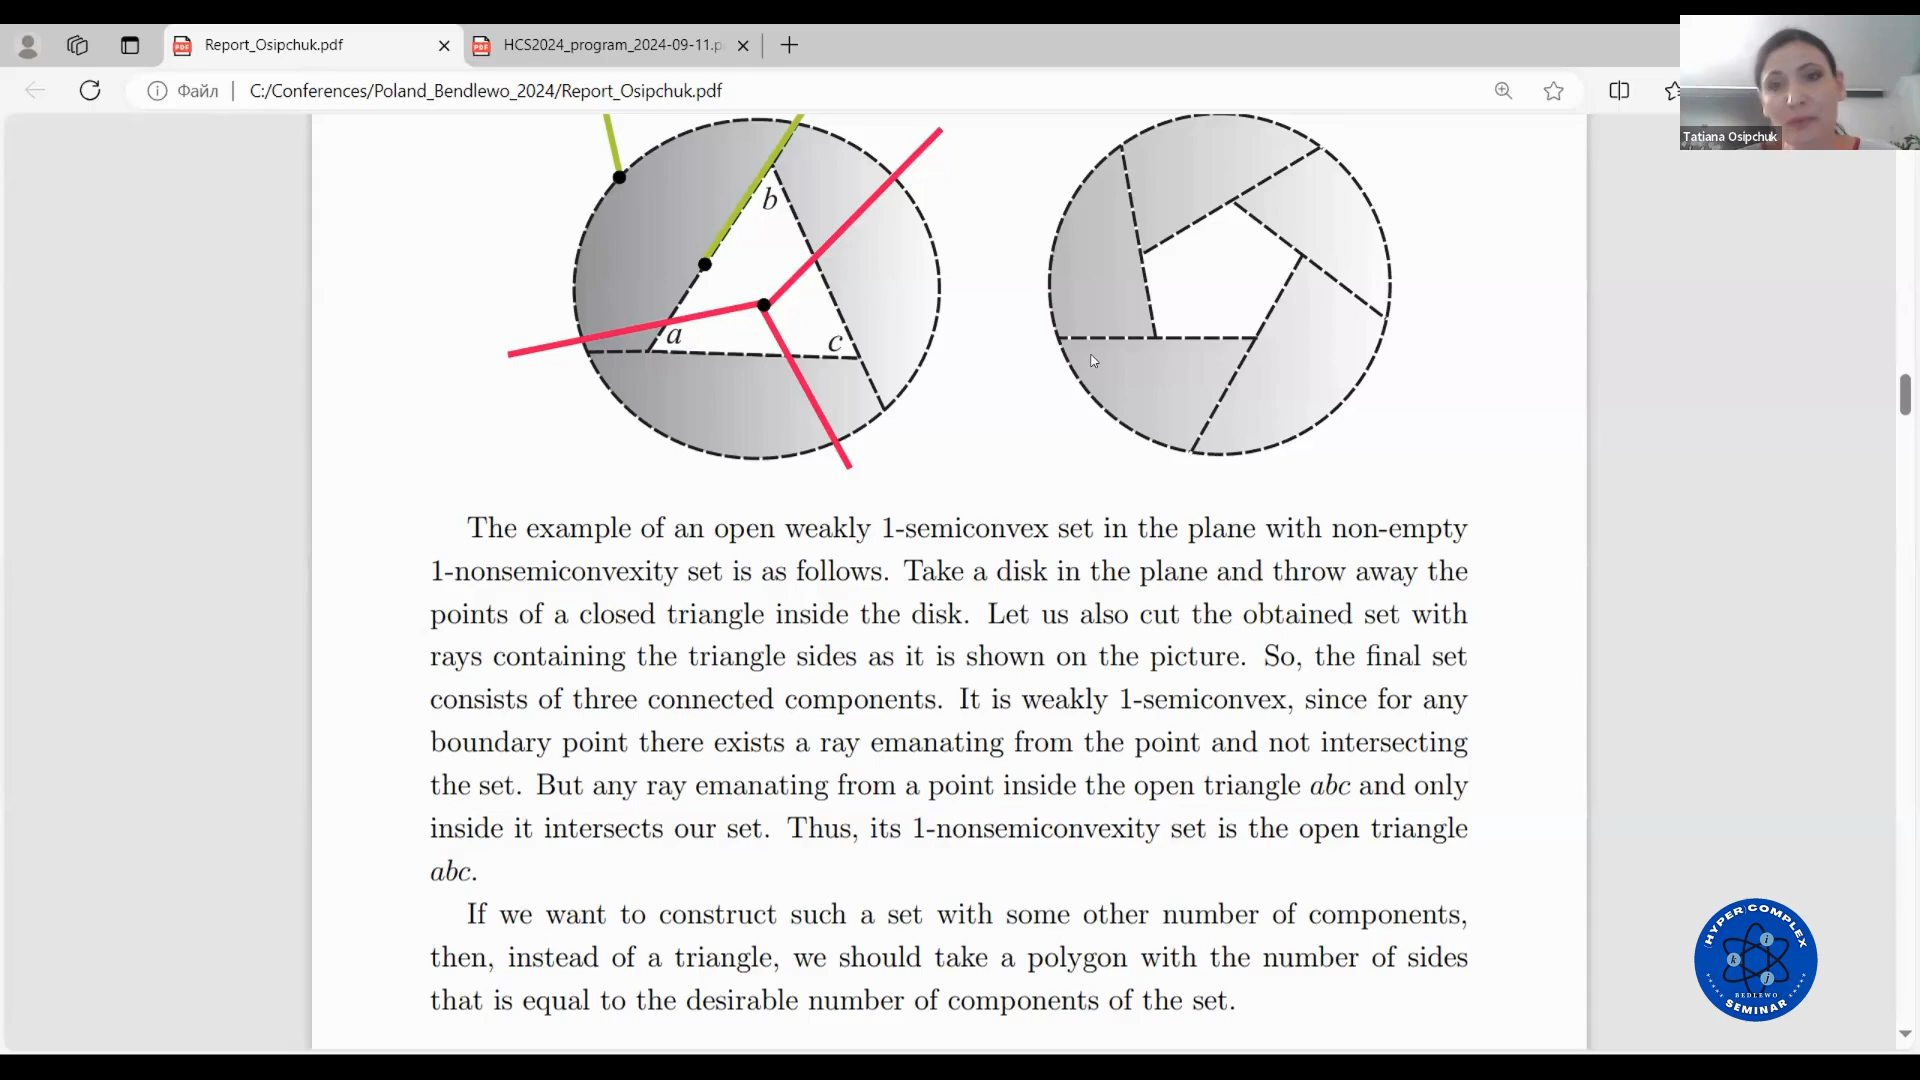 Report_Osipchuk.pdf
HCS2024_program_2024-09-11.p
Файл
C:/Conferences/Poland_Bendlewo_2024/Report_Osipchuk.pdf
Tatiana Osipchuk
b
a
c
The example of an open weakly 1-semiconvex set in the plane with non-empty
1-nonsemiconvexity set is as follows. Take a disk in the plane and throw away the
points of a closed triangle inside the disk. Let us also cut the obtained set with
rays containing the triangle sides as it is shown on the picture. So, the final set
consists of three connected components. It is weakly 1-semiconvex, since for any
boundary point there exists a ray emanating from the point and not intersecting
the set. But any ray emanating from a point inside the open triangle abc and only
inside it intersects our set. Thus, its 1-nonsemiconvexity set is the open triangle
abc.
If we want to construct such a set with some other number of components,
then, instead of a triangle, we should take a polygon with the number of sides
that is equal to the desirable number of components of the set.
HYPER COMPLEX
i
k
j
BEDLEWO
SEMINAR